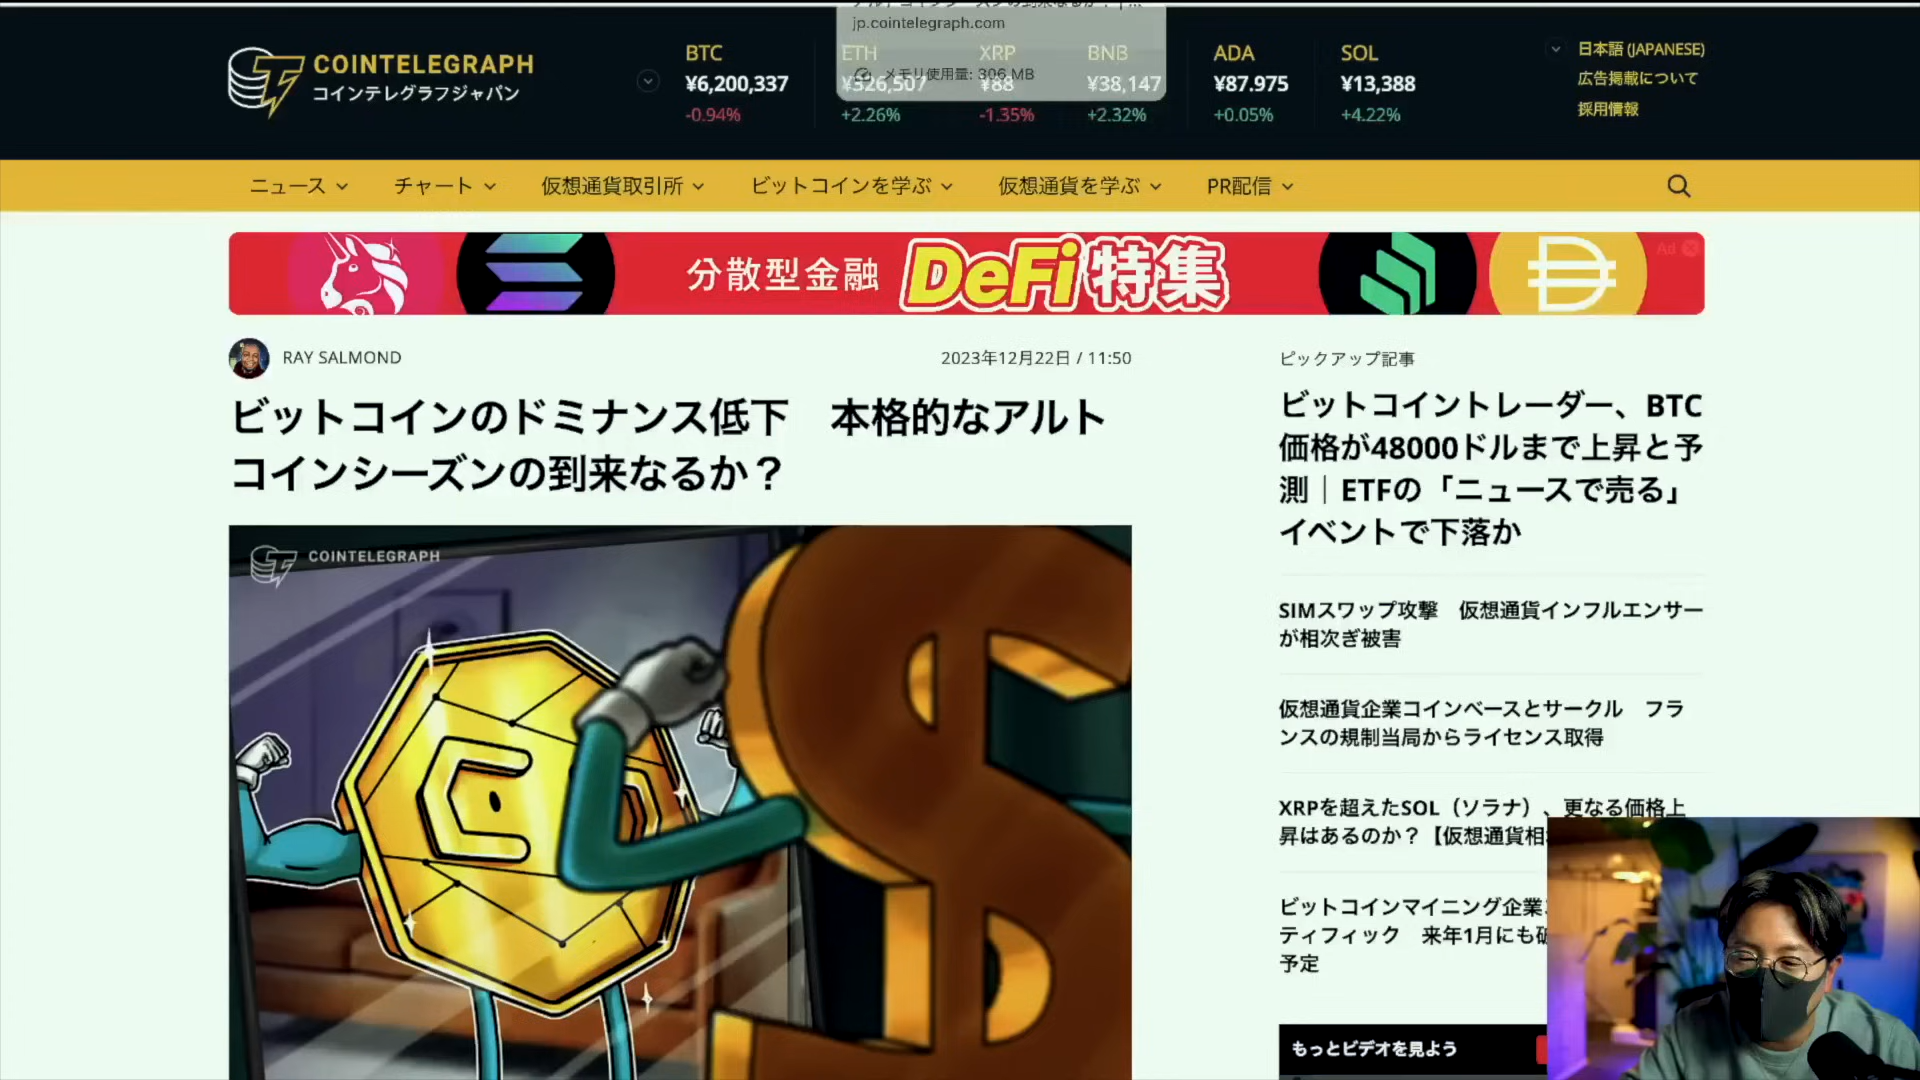 jp.cointelegraph.com
メモリ使用量: 306 MB
COINTELEGRAPH
コインテレグラフジャパン
BTC
¥6,200,337
-0.94%
ETH
¥326,507
+2.26%
XRP
¥88
-1.35%
BNB
¥38,147
+2.32%
ADA
¥87.975
+0.05%
SOL
¥13,388
+4.22%
日本語 (JAPANESE)
広告掲載について
採用情報
ニュース
チャート
仮想通貨取引所
ビットコインを学ぶ
仮想通貨を学ぶ
PR配信
分散型金融 DeFi特集
Ad
RAY SALMOND
2023年12月22日 / 11:50
ビットコインのドミナンス低下　本格的なアルト
コインシーズンの到来なるか？
COINTELEGRAPH
ピックアップ記事
ビットコイントレーダー、BTC
価格が48000ドルまで上昇と予
測｜ETFの「ニュースで売る」
イベントで下落か
SIMスワップ攻撃　仮想通貨インフルエンサー
が相次ぎ被害
仮想通貨企業コインベースとサークル　フラ
ンスの規制当局からライセンス取得
XRPを超えたSOL（ソラナ）、更なる価格上
昇はあるのか？【仮想通貨相
ビットコインマイニング企業
ティフィック　来年1月にも
予定
もっとビデオを見よう